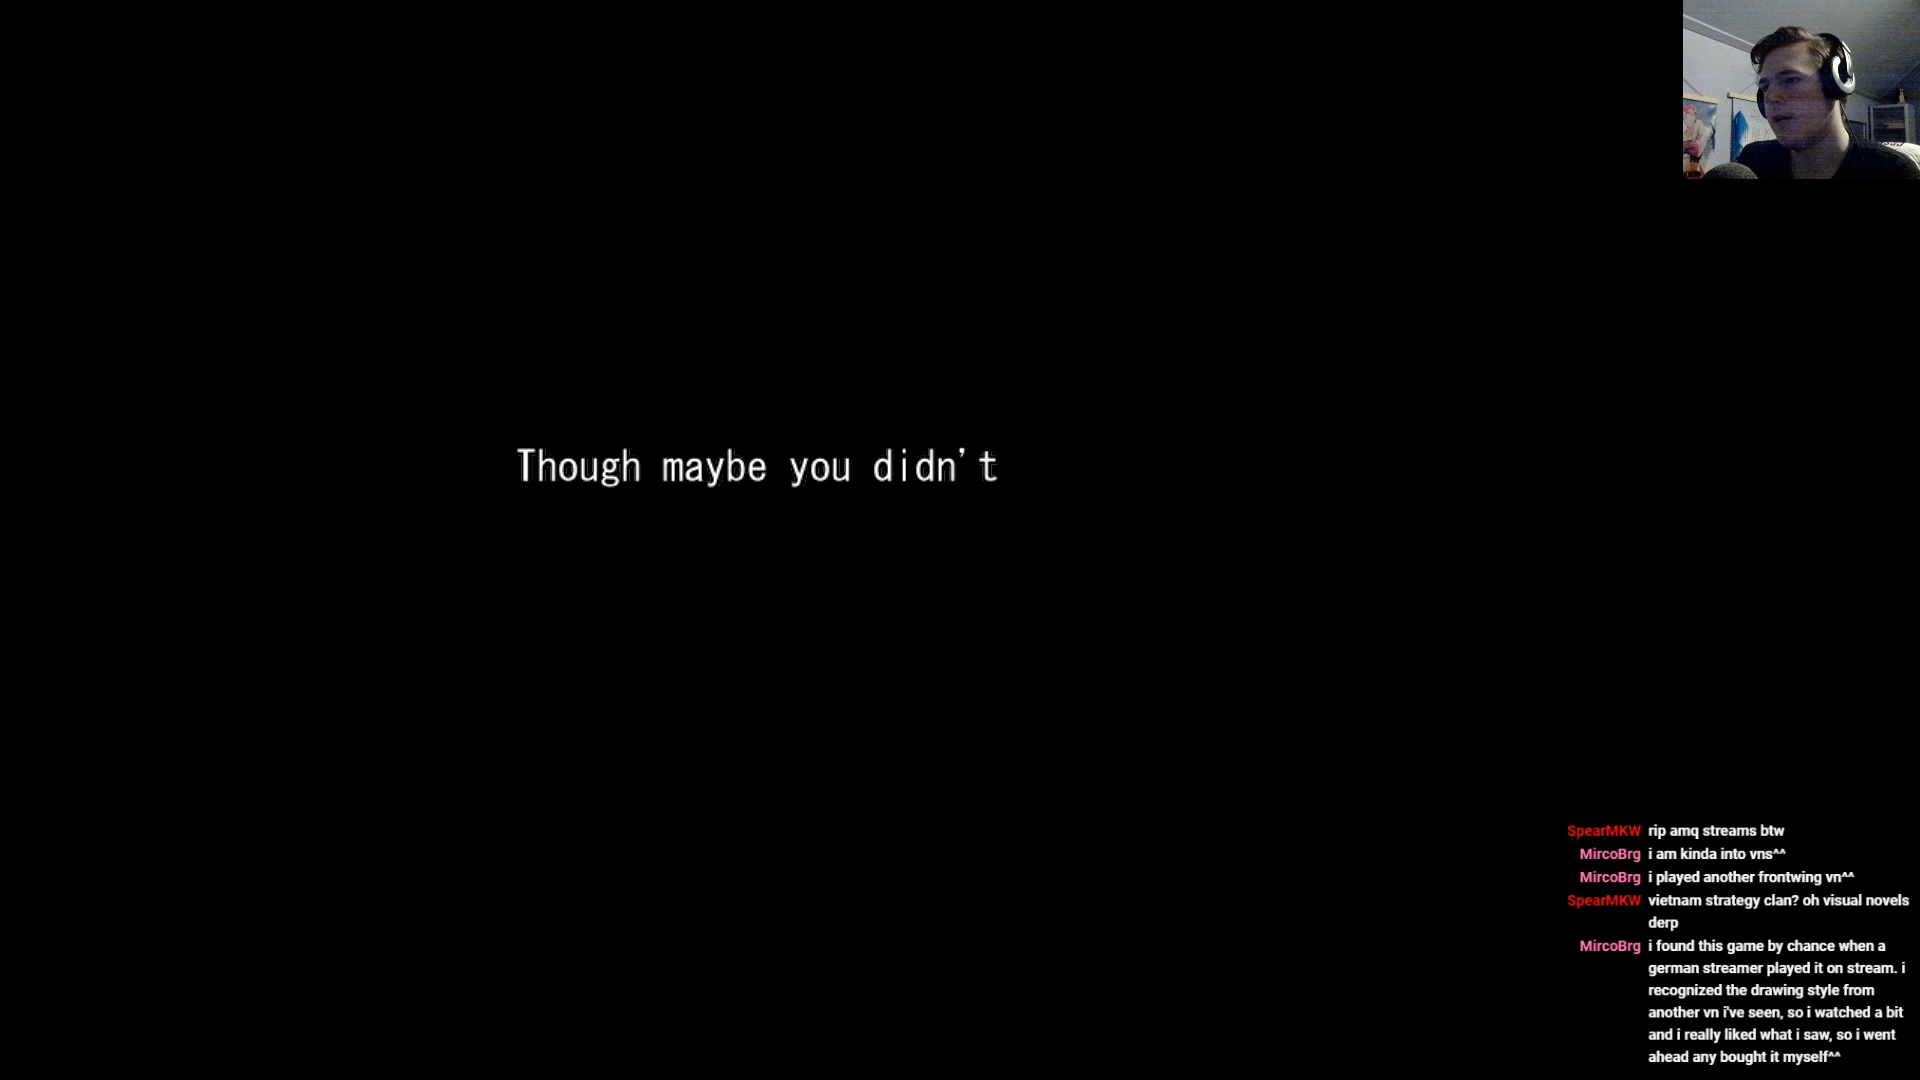 Though maybe you didn't
SpearMKW rip amq streams btw
MircoBrg i am kinda into vns^^
MircoBrg i played another frontwing vn^^
SpearMKW vietnam strategy clan? oh visual novels
derp
MircoBrg i found this game by chance when a
german streamer played it on stream. i
recognized the drawing style from
another vn i've seen, so i watched a bit
and i really liked what i saw, so i went
ahead any bought it myself^^